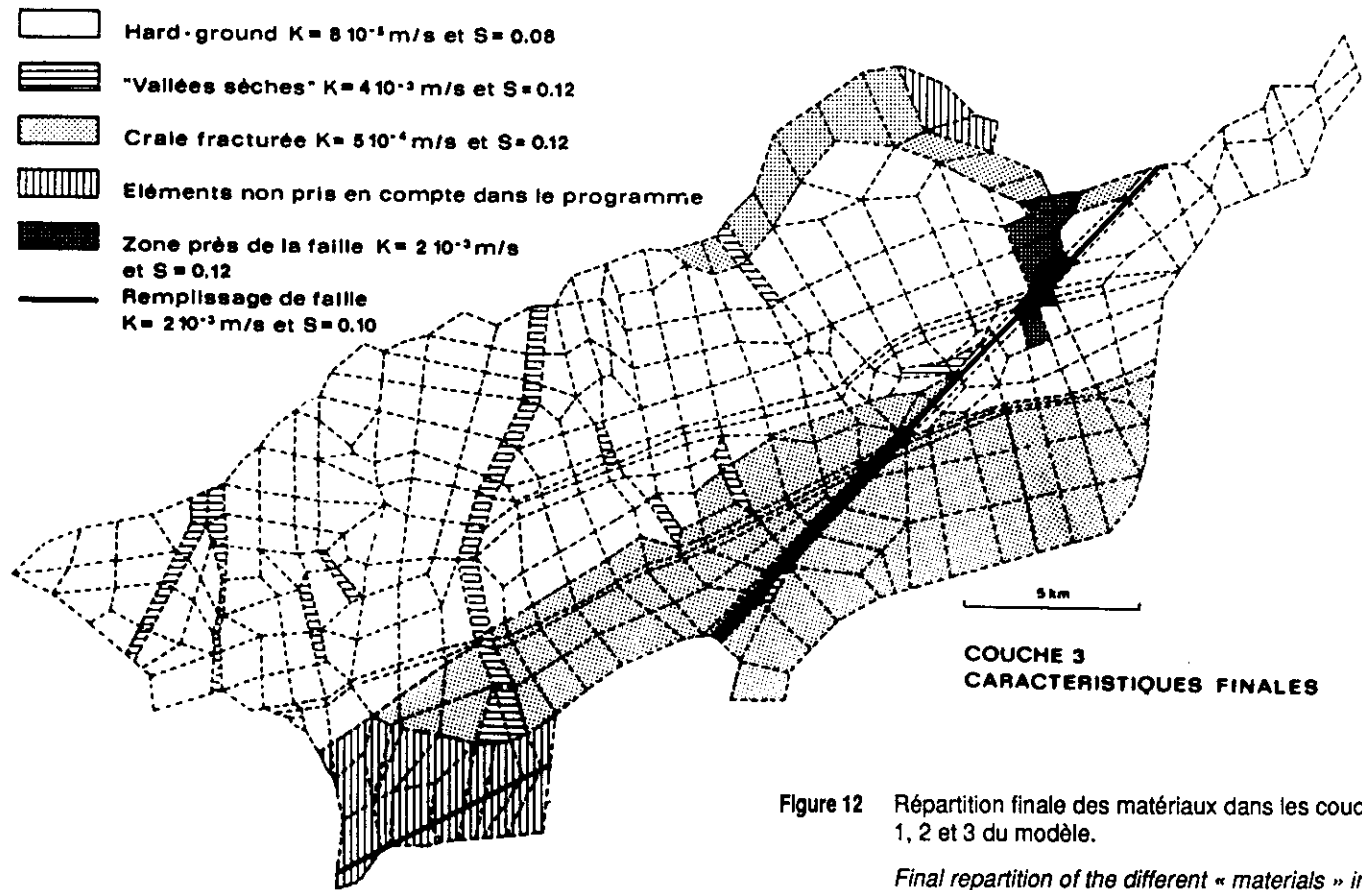 Hard-ground K = 8 10⁻⁵ m/s et S = 0.08
"Vallées sèches" K = 4 10⁻³ m/s et S = 0.12
Craie fracturée K = 5 10⁻⁴ m/s et S = 0.12
Eléments non pris en compte dans le programme
Zone près de la faille K = 2 10⁻³ m/s
et S = 0.12
Remplissage de faille
K = 2 10⁻³ m/s et S = 0.10
5 km
COUCHE 3
CARACTERISTIQUES FINALES
Figure 12 Répartition finale des matériaux dans les couc
1, 2 et 3 du modèle.
Final repartition of the different « materials » in